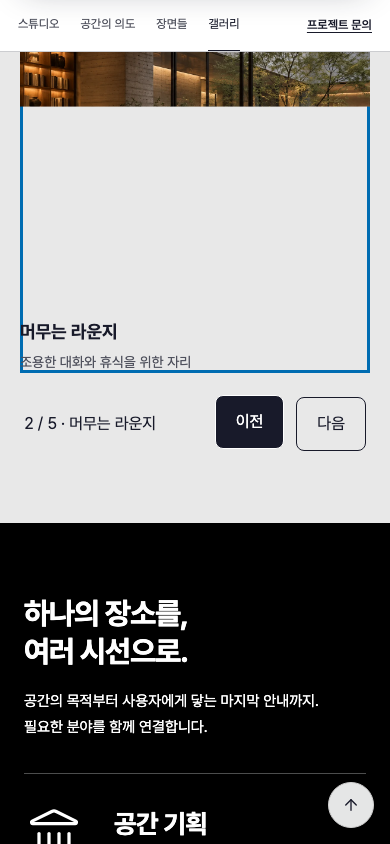 스튜디오
공간의 의도
장면들
갤러리
프로젝트 문의
머무는 라운지
조용한 대화와 휴식을 위한 자리
2 / 5 · 머무는 라운지
이전
다음
하나의 장소를,
여러 시선으로.
공간의 목적부터 사용자에게 닿는 마지막 안내까지.
필요한 분야를 함께 연결합니다.
공간 기획